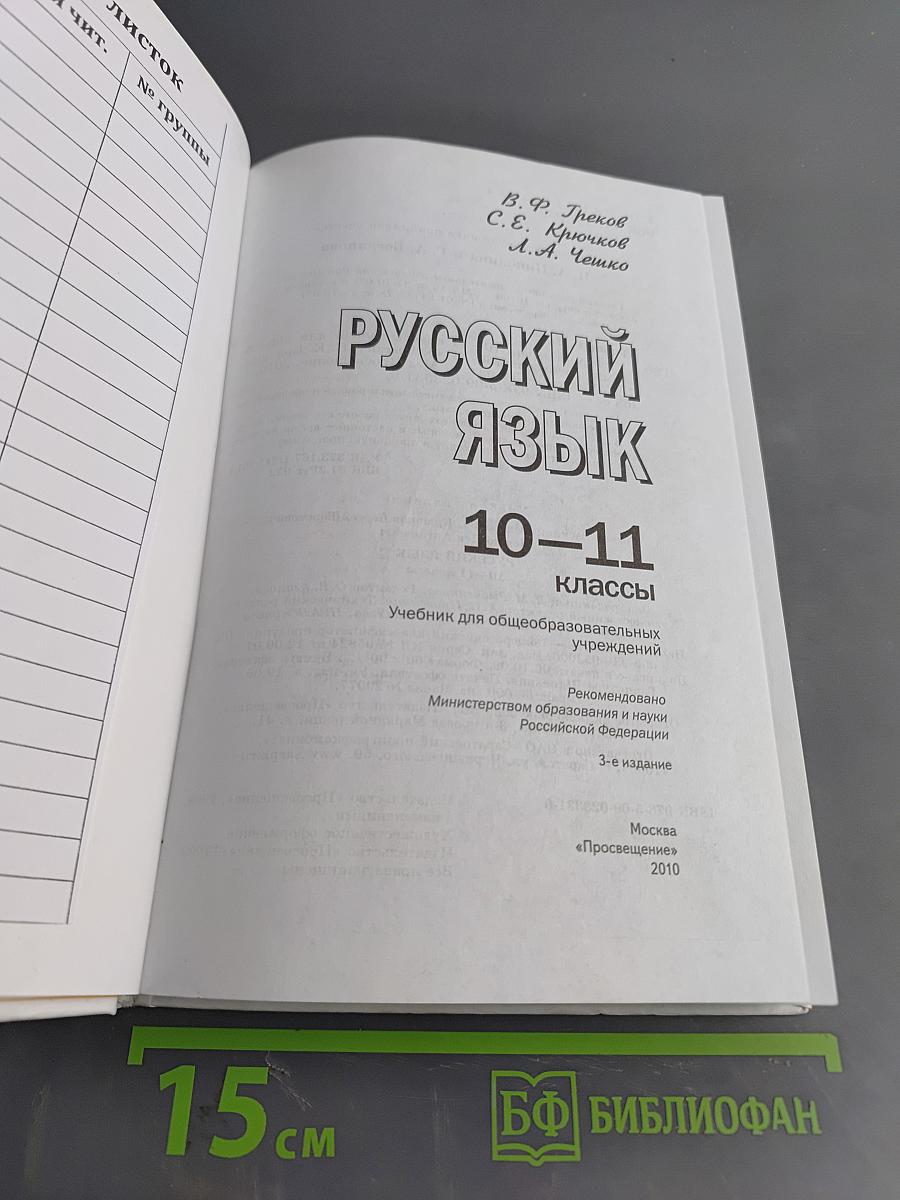 ЛИСТОК
ЧИТ.
№ группы
В. Ф. Греков
С. Е. Крючков
Л. А. Чешко
РУССКИЙ
ЯЗЫК
10—11
классы
Учебник для общеобразовательных
учреждений
Рекомендовано
Министерством образования и науки
Российской Федерации
3-е издание
Москва
«Просвещение»
2010
15 см
БФ БИБЛИОФАН